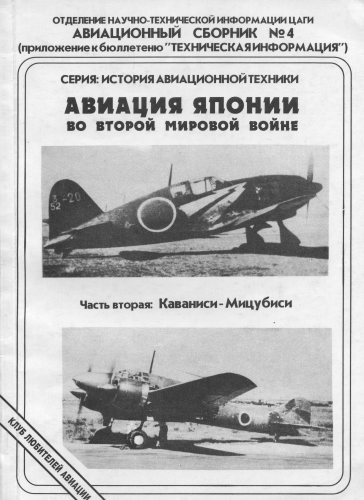 ОТДЕЛЕНИЕ НАУЧНО-ТЕХНИЧЕСКОЙ ИНФОРМАЦИИ ЦАГИ
АВИАЦИОННЫЙ СБОРНИК №4
(приложение к бюллетеню "ТЕХНИЧЕСКАЯ ИНФОРМАЦИЯ")
СЕРИЯ: ИСТОРИЯ АВИАЦИОННОЙ ТЕХНИКИ
АВИАЦИЯ ЯПОНИИ
ВО ВТОРОЙ МИРОВОЙ ВОЙНЕ
3 -20
52
Часть вторая: Каваниси-Мицубиси
КЛУБ ЛЮБИТЕЛЕЙ АВИАЦИИ